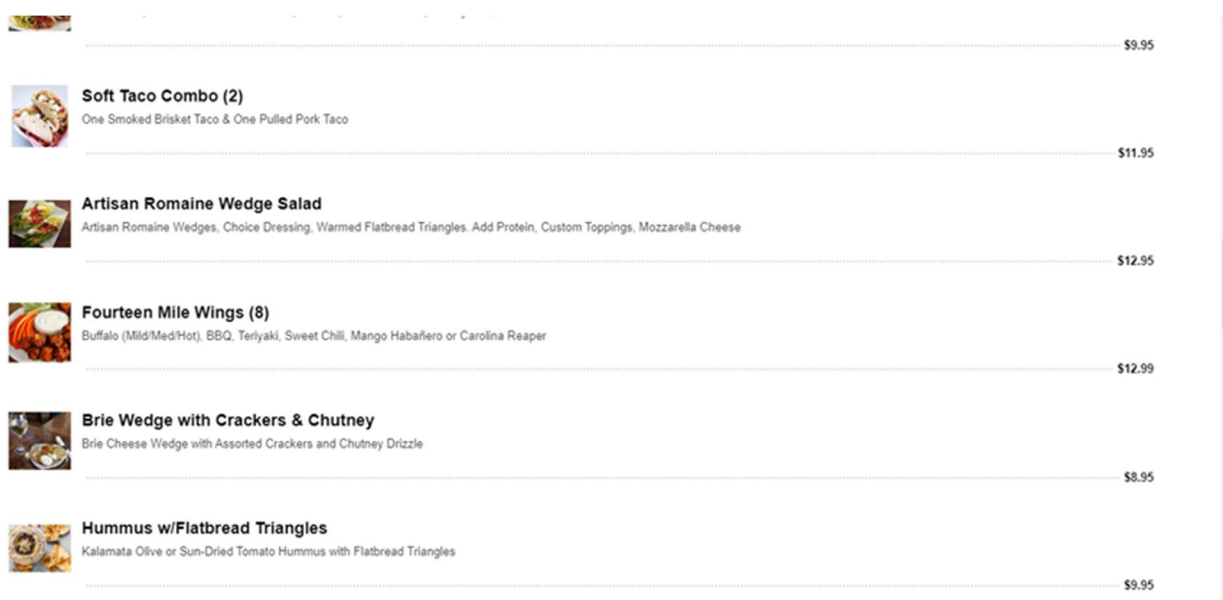 $9.95
Soft Taco Combo (2)
One Smoked Brisket Taco & One Pulled Pork Taco
$11.95
Artisan Romaine Wedge Salad
Artisan Romaine Wedges, Choice Dressing, Warmed Flatbread Triangles. Add Protein, Custom Toppings, Mozzarella Cheese
$12.95
Fourteen Mile Wings (8)
Buffalo (Mild/Med/Hot), BBQ, Teriyaki, Sweet Chili, Mango Habañero or Carolina Reaper
$12.99
Brie Wedge with Crackers & Chutney
Brie Cheese Wedge with Assorted Crackers and Chutney Drizzle
$8.95
Hummus w/Flatbread Triangles
Kalamata Olive or Sun-Dried Tomato Hummus with Flatbread Triangles
$9.95